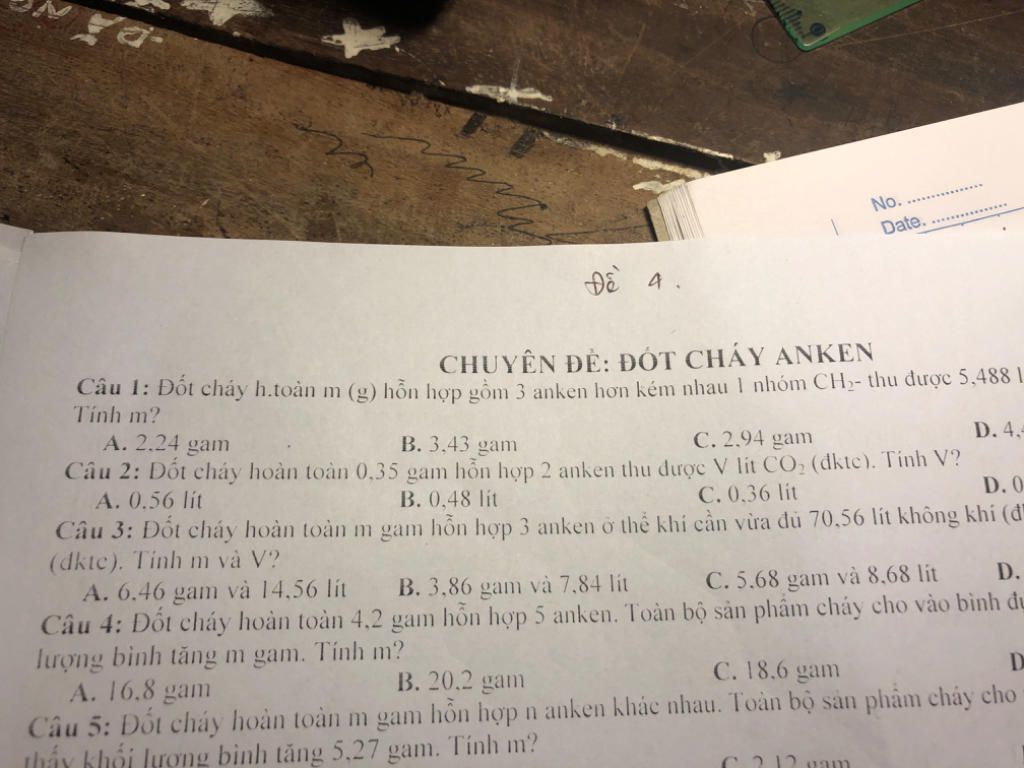 No. ..................
Date. ..................
Đề 4.
CHUYÊN ĐỀ: ĐỐT CHÁY ANKEN
Câu 1: Đốt cháy h.toàn m (g) hỗn hợp gồm 3 anken hơn kém nhau 1 nhóm CH₂- thu được 5,488 l
Tính m?
A. 2,24 gam B. 3,43 gam C. 2,94 gam D. 4,
Câu 2: Đốt cháy hoàn toàn 0,35 gam hỗn hợp 2 anken thu được V lít CO₂ (đktc). Tính V?
A. 0,56 lít B. 0,48 lít C. 0,36 lít D. 0
Câu 3: Đốt cháy hoàn toàn m gam hỗn hợp 3 anken ở thể khí cần vừa đủ 70,56 lít không khí
(đktc). Tính m và V?
A. 6,46 gam và 14,56 lít B. 3,86 gam và 7,84 lít C. 5,68 gam và 8,68 lít D.
Câu 4: Đốt cháy hoàn toàn 4,2 gam hỗn hợp 5 anken. Toàn bộ sản phẩm cháy cho vào bình
lượng bình tăng m gam. Tính m?
A. 16,8 gam B. 20,2 gam C. 18,6 gam D
Câu 5: Đốt cháy hoàn toàn m gam hỗn hợp n anken khác nhau. Toàn bộ sản phẩm cháy cho
thấy khối lượng bình tăng 5,27 gam. Tính m?
C. 2,12 gam